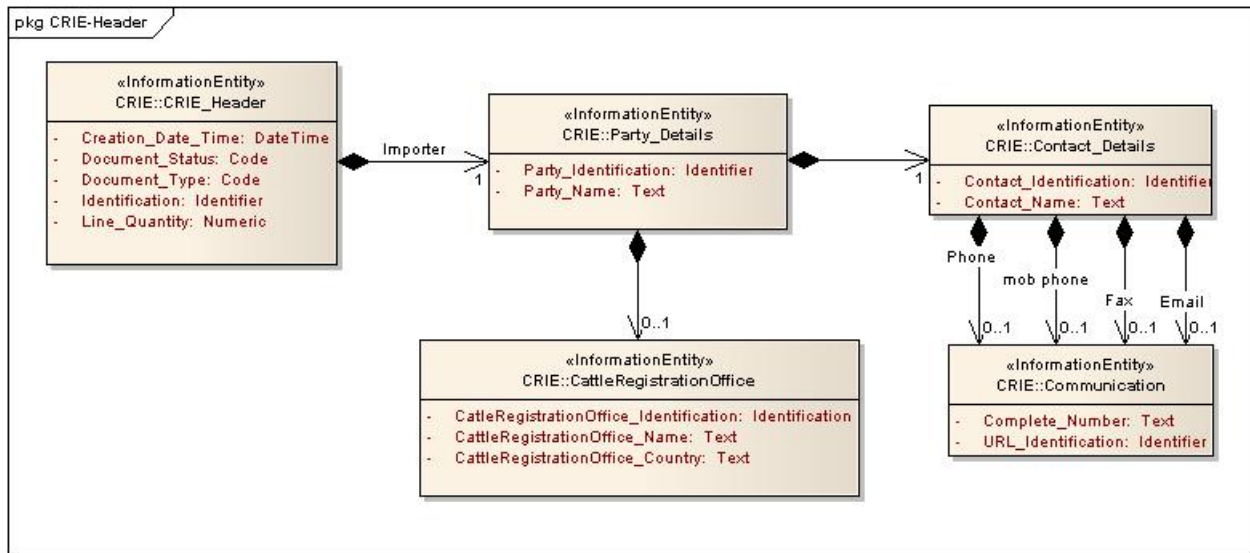 pkg CRIE-Header
«InformationEntity»
CRIE::CRIE_Header
- Creation_Date_Time: DateTime
- Document_Status: Code
- Document_Type: Code
- Identification: Identifier
- Line_Quantity: Numeric
Importer
1
«InformationEntity»
CRIE::Party_Details
- Party_Identification: Identifier
- Party_Name: Text
1
«InformationEntity»
CRIE::Contact_Details
- Contact_Identification: Identifier
- Contact_Name: Text
Phone
mob phone
Fax
Email
0..1
0..1
0..1
0..1
0..1
«InformationEntity»
CRIE::CattleRegistrationOffice
- CatleRegistrationOffice_Identification: Identification
- CattleRegistrationOffice_Name: Text
- CattleRegistrationOffice_Country: Text
«InformationEntity»
CRIE::Communication
- Complete_Number: Text
- URL_Identification: Identifier